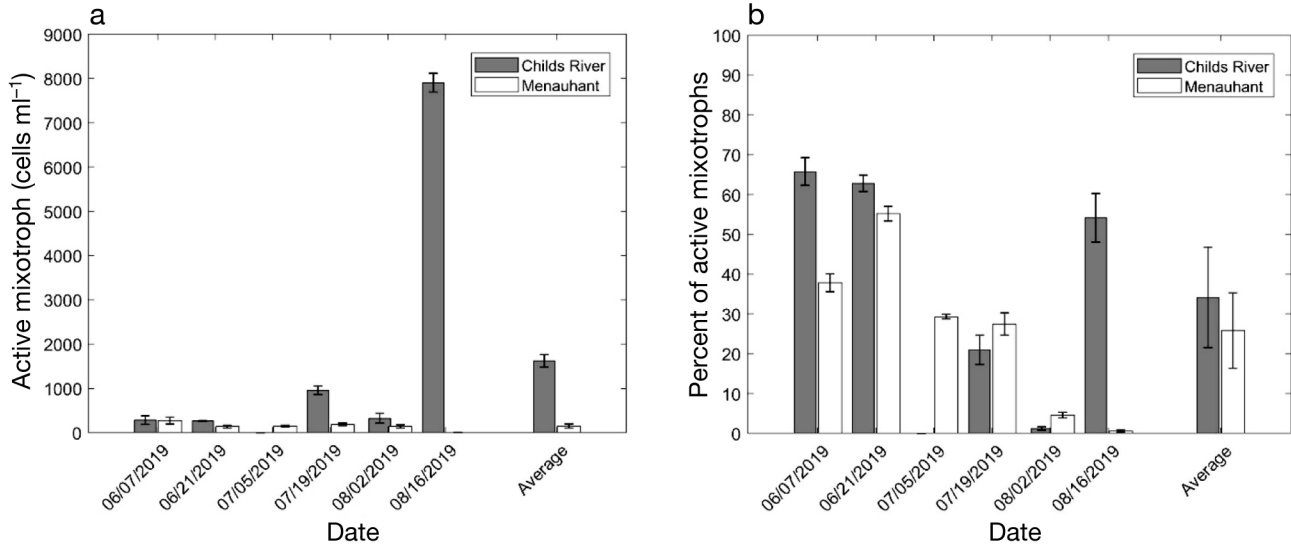 a
Active mixotroph (cells ml⁻¹)
9000
8000
7000
6000
5000
4000
3000
2000
1000
0
Childs River
Menauhant
06/07/2019
06/21/2019
07/05/2019
07/19/2019
08/02/2019
08/16/2019
Average
Date
b
Percent of active mixotrophs
100
90
80
70
60
50
40
30
20
10
0
Childs River
Menauhant
06/07/2019
06/21/2019
07/05/2019
07/19/2019
08/02/2019
08/16/2019
Average
Date